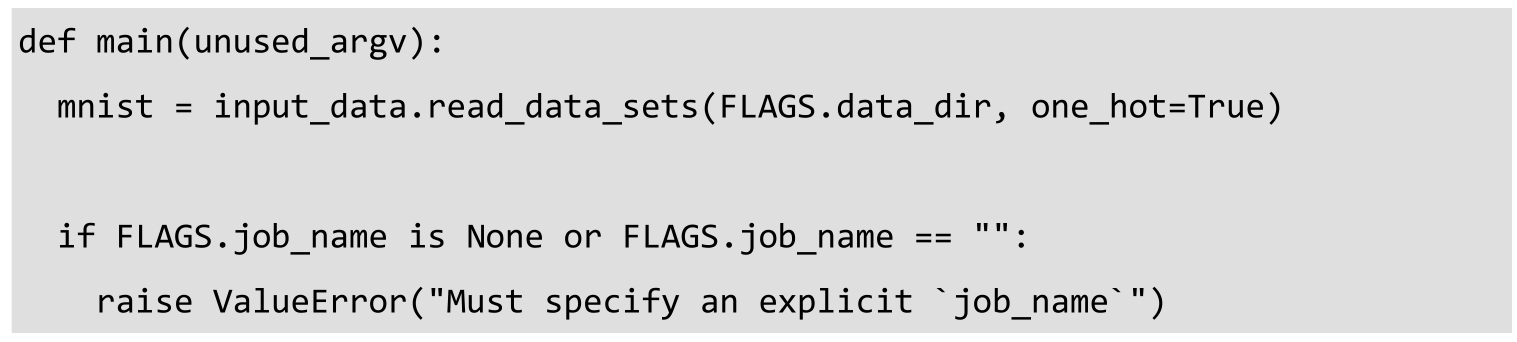 def main(unused_argv):
  mnist = input_data.read_data_sets(FLAGS.data_dir, one_hot=True)
  if FLAGS.job_name is None or FLAGS.job_name == "":
    raise ValueError("Must specify an explicit `job_name`")